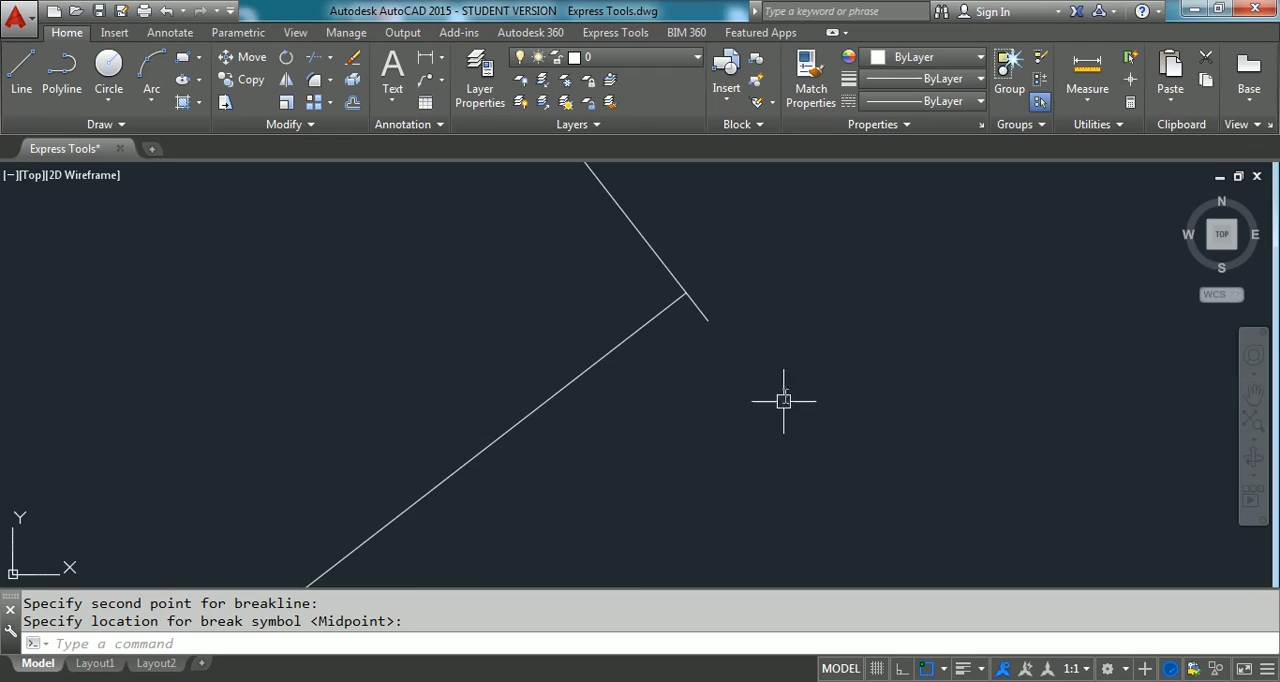 Autodesk AutoCAD 2015 - STUDENT VERSION Express Tools.dwg
Type a keyword or phrase
Sign In
Home Insert Annotate Parametric View Manage Output Add-ins Autodesk 360 Express Tools BIM 360 Featured Apps
Line Polyline Circle Arc
Move
Copy
Text
Layer Properties
0
Insert
Match Properties
ByLayer
ByLayer
ByLayer
Group
Measure
Paste
Base
Draw Modify Annotation Layers Block Properties Groups Utilities Clipboard View
Express Tools*
[−][Top][2D Wireframe]
N
W TOP E
S
WCS
Y
X
Specify second point for breakline:
Specify location for break symbol <Midpoint>:
Type a command
Model Layout1 Layout2
MODEL 1:1